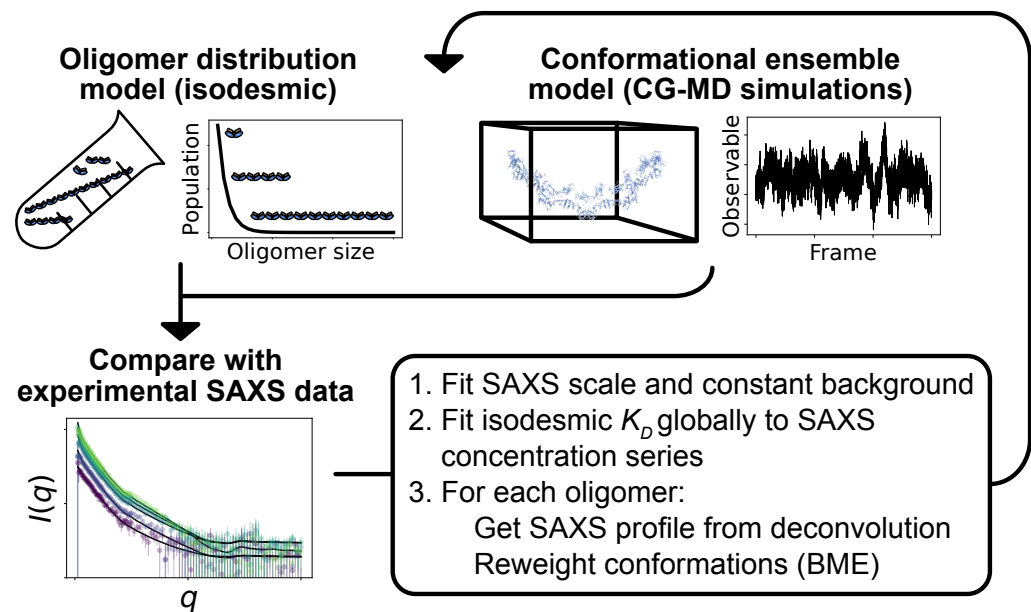 Oligomer distribution
model (isodesmic)
Population
Oligomer size
Conformational ensemble
model (CG-MD simulations)
Observable
Frame
Compare with
experimental SAXS data
I(q)
q
1. Fit SAXS scale and constant background
2. Fit isodesmic K_D globally to SAXS
concentration series
3. For each oligomer:
Get SAXS profile from deconvolution
Reweight conformations (BME)